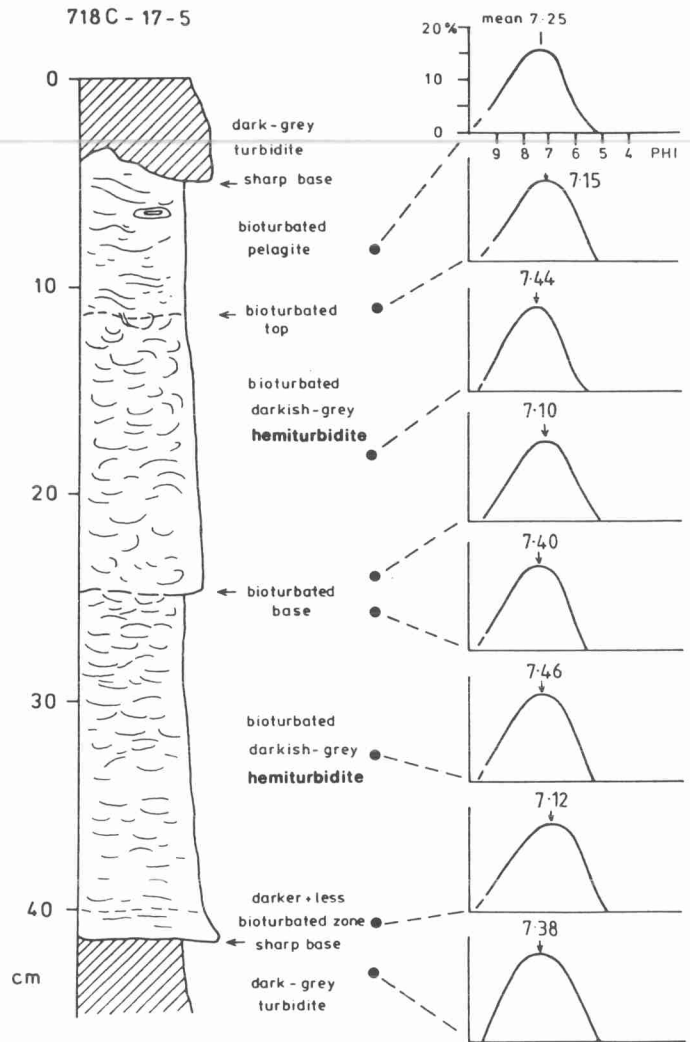 718C - 17-5
0
10
20
30
40
cm
dark-grey
turbidite
sharp base
bioturbated
pelagite
bioturbated
top
bioturbated
darkish-grey
hemiturbidite
bioturbated
base
bioturbated
darkish-grey
hemiturbidite
darker + less
bioturbated zone
sharp base
dark - grey
turbidite
mean 7·25
20%
15
10
0
9 8 7 6 5 4 PHI
7·15
7·44
7·10
7·40
7·46
7·12
7·38